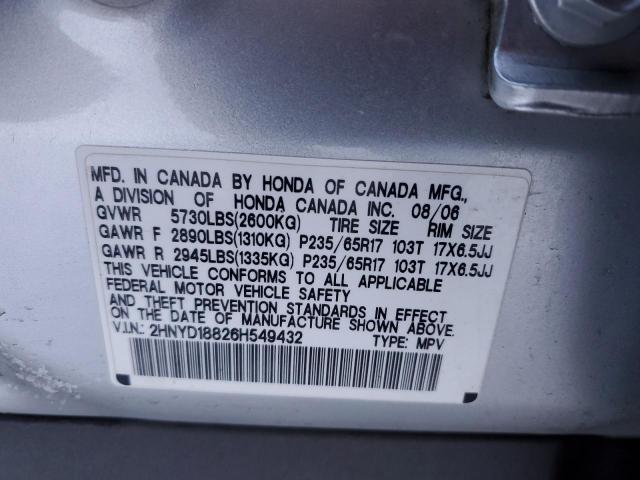 MFD. IN CANADA BY HONDA OF CANADA MFG.,
A DIVISION OF HONDA CANADA INC. 08/06
GVWR 5730LBS(2600KG) TIRE SIZE RIM SIZE
GAWR F 2890LBS(1310KG) P235/65R17 103T 17X6.5JJ
GAWR R 2945LBS(1335KG) P235/65R17 103T 17X6.5JJ
THIS VEHICLE CONFORMS TO ALL APPLICABLE
FEDERAL MOTOR VEHICLE SAFETY
AND THEFT PREVENTION STANDARDS IN EFFECT
ON THE DATE OF MANUFACTURE SHOWN ABOVE.
V.I.N.: 2HNYD18826H549432 TYPE: MPV